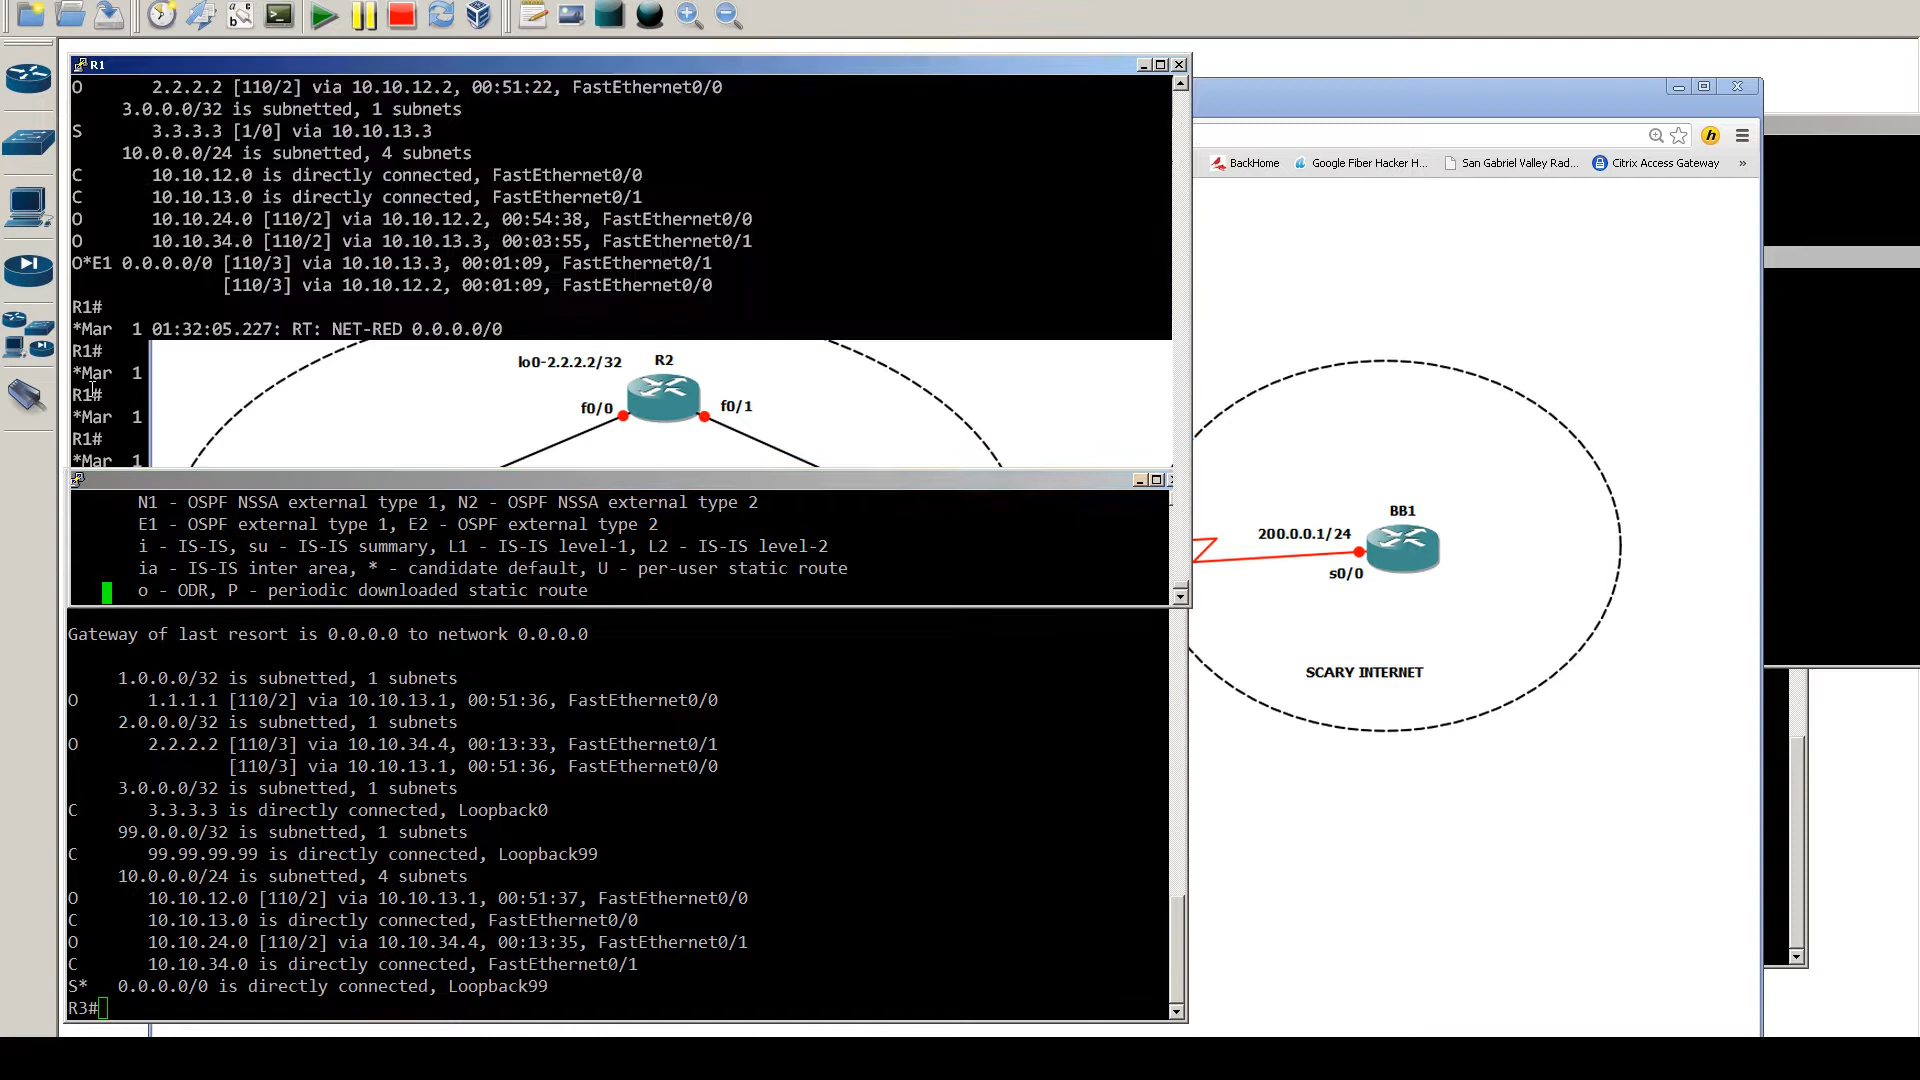 R1
O       2.2.2.2 [110/2] via 10.10.12.2, 00:51:22, FastEthernet0/0
     3.0.0.0/32 is subnetted, 1 subnets
S       3.3.3.3 [1/0] via 10.10.13.3
     10.0.0.0/24 is subnetted, 4 subnets
C       10.10.12.0 is directly connected, FastEthernet0/0
C       10.10.13.0 is directly connected, FastEthernet0/1
O       10.10.24.0 [110/2] via 10.10.12.2, 00:54:38, FastEthernet0/0
O       10.10.34.0 [110/2] via 10.10.13.3, 00:03:55, FastEthernet0/1
O*E1 0.0.0.0/0 [110/3] via 10.10.13.3, 00:01:09, FastEthernet0/1
               [110/3] via 10.10.12.2, 00:01:09, FastEthernet0/0
R1#
*Mar  1 01:32:05.227: RT: NET-RED 0.0.0.0/0
R1#
*Mar  1
R1#
*Mar  1
R1#
*Mar  1
lo0-2.2.2.2/32
R2
f0/0
f0/1
N1 - OSPF NSSA external type 1, N2 - OSPF NSSA external type 2
E1 - OSPF external type 1, E2 - OSPF external type 2
i - IS-IS, su - IS-IS summary, L1 - IS-IS level-1, L2 - IS-IS level-2
ia - IS-IS inter area, * - candidate default, U - per-user static route
o - ODR, P - periodic downloaded static route
Gateway of last resort is 0.0.0.0 to network 0.0.0.0
     1.0.0.0/32 is subnetted, 1 subnets
O       1.1.1.1 [110/2] via 10.10.13.1, 00:51:36, FastEthernet0/0
     2.0.0.0/32 is subnetted, 1 subnets
O       2.2.2.2 [110/3] via 10.10.34.4, 00:13:33, FastEthernet0/1
                [110/3] via 10.10.13.1, 00:51:36, FastEthernet0/0
     3.0.0.0/32 is subnetted, 1 subnets
C       3.3.3.3 is directly connected, Loopback0
     99.0.0.0/32 is subnetted, 1 subnets
C       99.99.99.99 is directly connected, Loopback99
     10.0.0.0/24 is subnetted, 4 subnets
O       10.10.12.0 [110/2] via 10.10.13.1, 00:51:37, FastEthernet0/0
C       10.10.13.0 is directly connected, FastEthernet0/0
O       10.10.24.0 [110/2] via 10.10.34.4, 00:13:35, FastEthernet0/1
C       10.10.34.0 is directly connected, FastEthernet0/1
S*   0.0.0.0/0 is directly connected, Loopback99
R3#
h
BackHome
Google Fiber Hacker H...
San Gabriel Valley Rad...
Citrix Access Gateway
»
BB1
200.0.0.1/24
s0/0
SCARY INTERNET